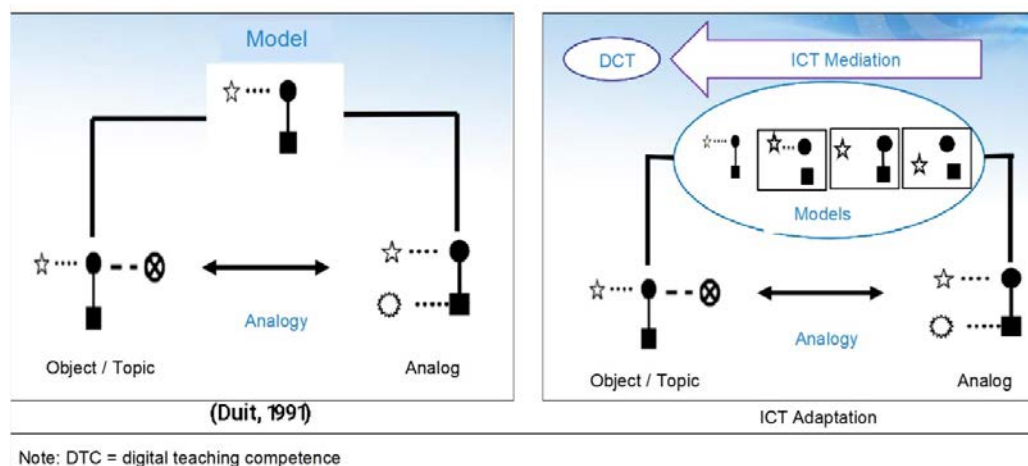 Model
Analogy
Object / Topic
Analog
(Duit, 1991)
DCT
ICT Mediation
Models
Analogy
Object / Topic
Analog
ICT Adaptation
Note: DTC = digital teaching competence